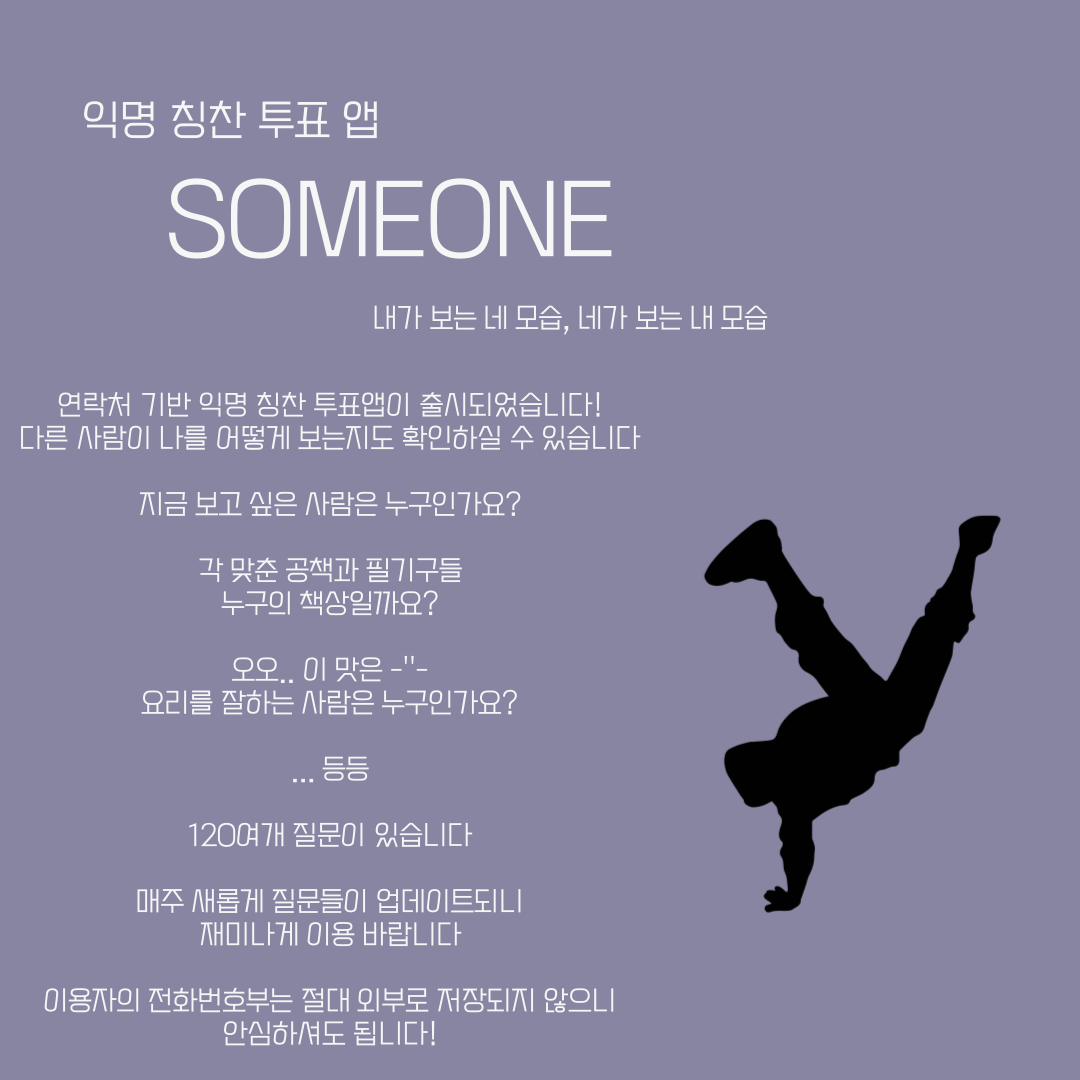 익명 칭찬 투표 앱
SOMEONE
내가 보는 네 모습, 네가 보는 내 모습
연락처 기반 익명 칭찬 투표앱이 출시되었습니다!
다른 사람이 나를 어떻게 보는지도 확인하실 수 있습니다
지금 보고 싶은 사람은 누구인가요?
각 맞춘 공책과 필기구들
누구의 책상일까요?
오오.. 이 맛은 -"-
요리를 잘하는 사람은 누구인가요?
... 등등
120여개 질문이 있습니다
매주 새롭게 질문들이 업데이트되니
재미나게 이용 바랍니다
이용자의 전화번호부는 절대 외부로 저장되지 않으니
안심하셔도 됩니다!